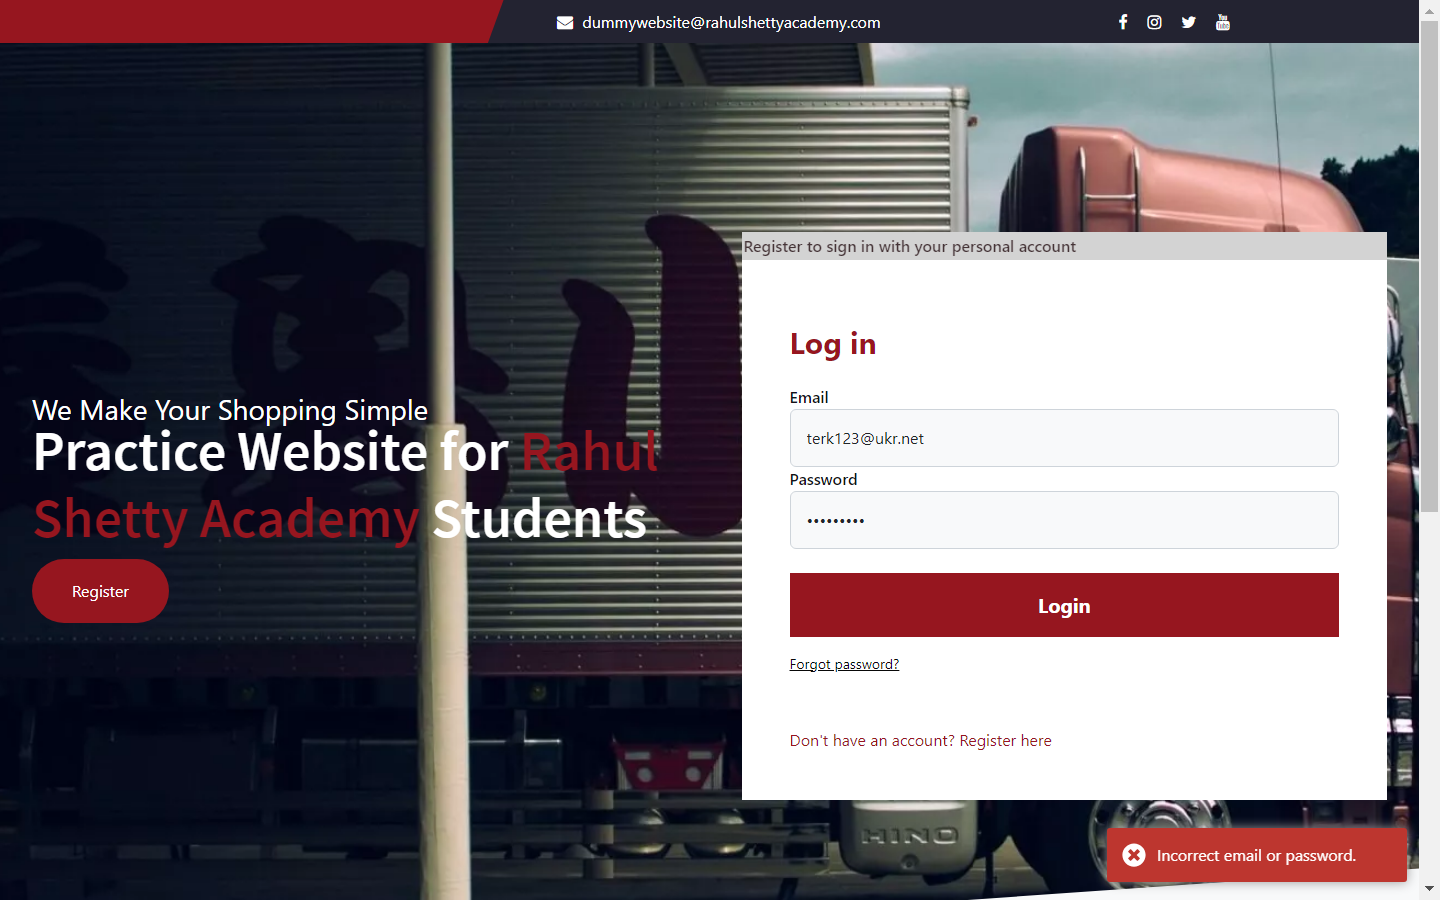 dummywebsite@rahulshettyacademy.com
Register to sign in with your personal account
Log in
Email
terk123@ukr.net
Password
•••••••••
Login
Forgot password?
Don't have an account? Register here
We Make Your Shopping Simple
Practice Website for Rahul
Shetty Academy Students
Register
HINO
Incorrect email or password.